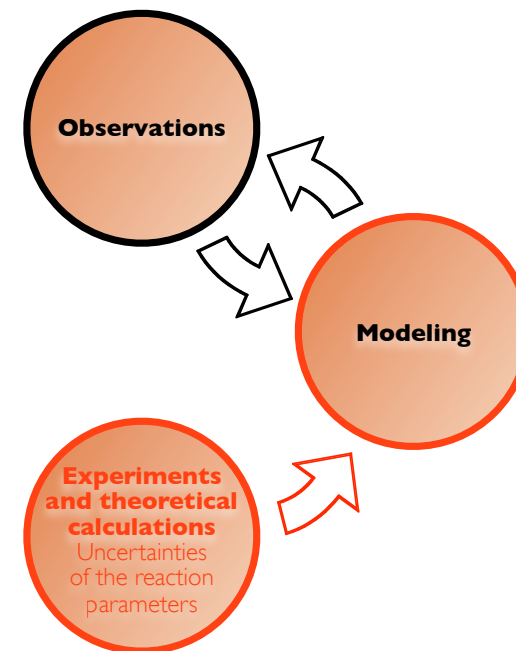 Observations
Modeling
Experiments
and theoretical
calculations
Uncertainties
of the reaction
parameters